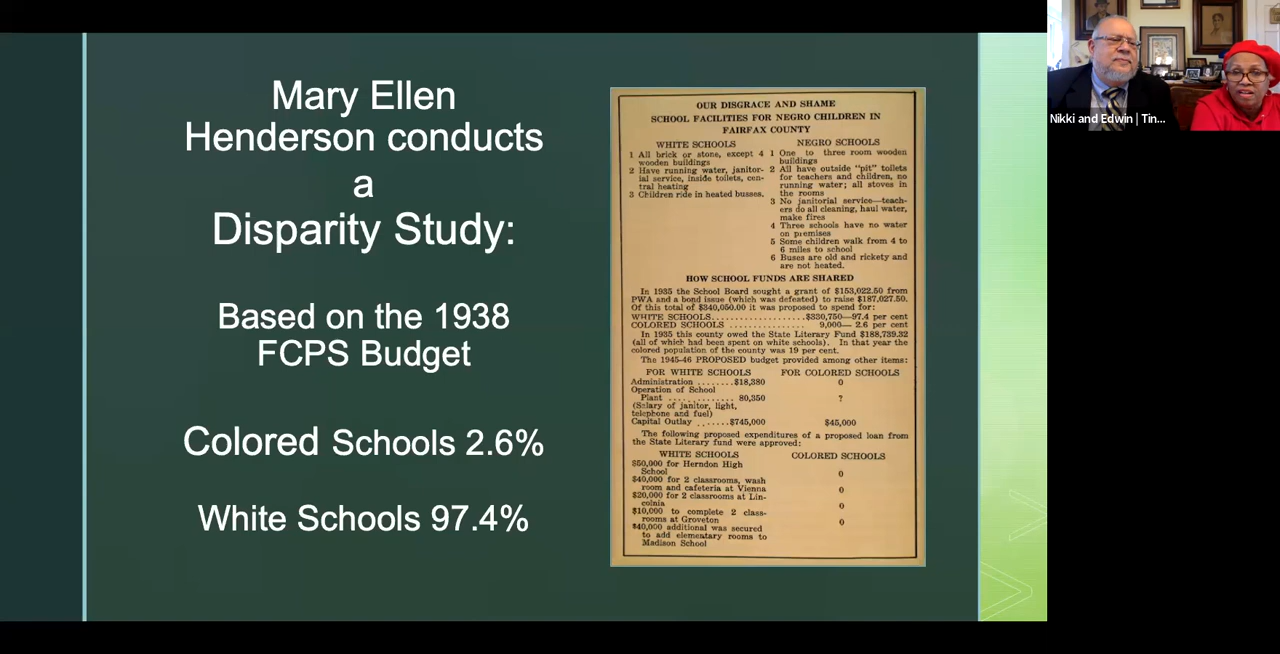 Mary Ellen
Henderson conducts
a
Disparity Study:
Based on the 1938
FCPS Budget
Colored Schools 2.6%
White Schools 97.4%
OUR DISGRACE AND SHAME
SCHOOL FACILITIES FOR NEGRO CHILDREN IN
FAIRFAX COUNTY
WHITE SCHOOLS
1 All brick or stone, except 4
wooden buildings
2 Have running water, janitor-
ial service, inside toilets, cen-
tral heating
3 Children ride in heated busses.
NEGRO SCHOOLS
1 One to three room wooden
buildings
2 All have outside "pit" toilets
for teachers and children, no
running water; all stoves in
the rooms
3 No janitorial service—teach-
ers do all cleaning, haul water,
make fires
4 Three schools have no water
on premises
5 Some children walk from 4 to
6 miles to school
6 Buses are old and rickety and
are not heated.
HOW SCHOOL FUNDS ARE SHARED
In 1935 the School Board sought a grant of $153,022.50 from
PWA and a bond issue (which was defeated) to raise $187,027.50.
Of this total of $340,050.00 it was proposed to spend for:
WHITE SCHOOLS.......................$330,750—97.4 per cent
COLORED SCHOOLS ............... 9,000— 2.6 per cent
In 1935 this county owed the State Literary Fund $188,739.32
(all of which had been spent on white schools). In that year the
colored population of the county was 19 per cent.
The 1945-46 PROPOSED budget provided among other items:
FOR WHITE SCHOOLS FOR COLORED SCHOOLS
Administration ........$18,380 0
Operation of School
Plant .............. 80,350 ?
(Salary of janitor, light,
telephone and fuel)
Capital Outlay .......$745,000 $45,000
The following proposed expenditures of a proposed loan from
the State Literary fund were approved:
WHITE SCHOOLS COLORED SCHOOLS
$50,000 for Herndon High
School 0
$40,000 for 2 classrooms, wash
room and cafeteria at Vienna 0
$20,000 for 2 classrooms at Lin-
colnia 0
$10,000 to complete 2 class-
rooms at Groveton 0
$40,000 additional was secured
to add elementary rooms to
Madison School
Nikki and Edwin | Tin...